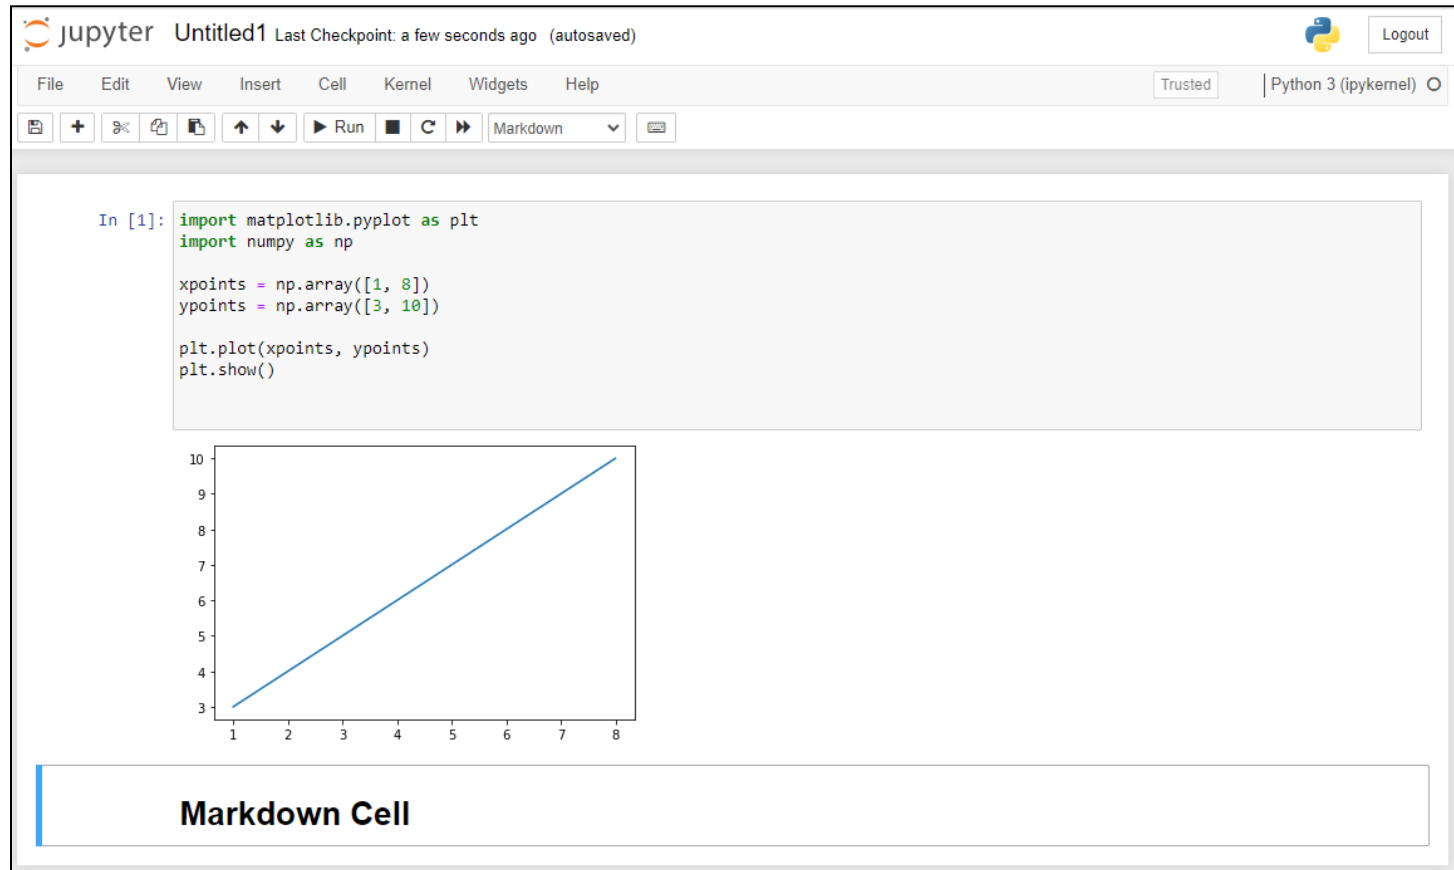 jupyter Untitled1 Last Checkpoint: a few seconds ago (autosaved) Logout
File Edit View Insert Cell Kernel Widgets Help Trusted Python 3 (ipykernel)
Run Markdown
In [1]: import matplotlib.pyplot as plt
import numpy as np
xpoints = np.array([1, 8])
ypoints = np.array([3, 10])
plt.plot(xpoints, ypoints)
plt.show()
10
9
8
7
6
5
4
3
1 2 3 4 5 6 7 8
Markdown Cell